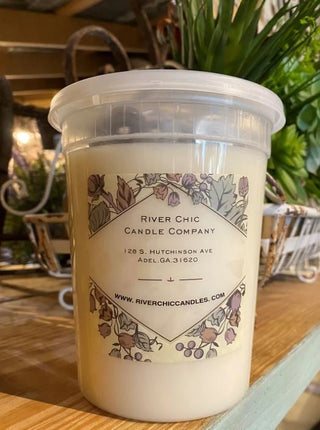 River Chic
Candle Company
128 S. Hutchinson Ave
Adel,GA.31620
www.riverchiccandles.com